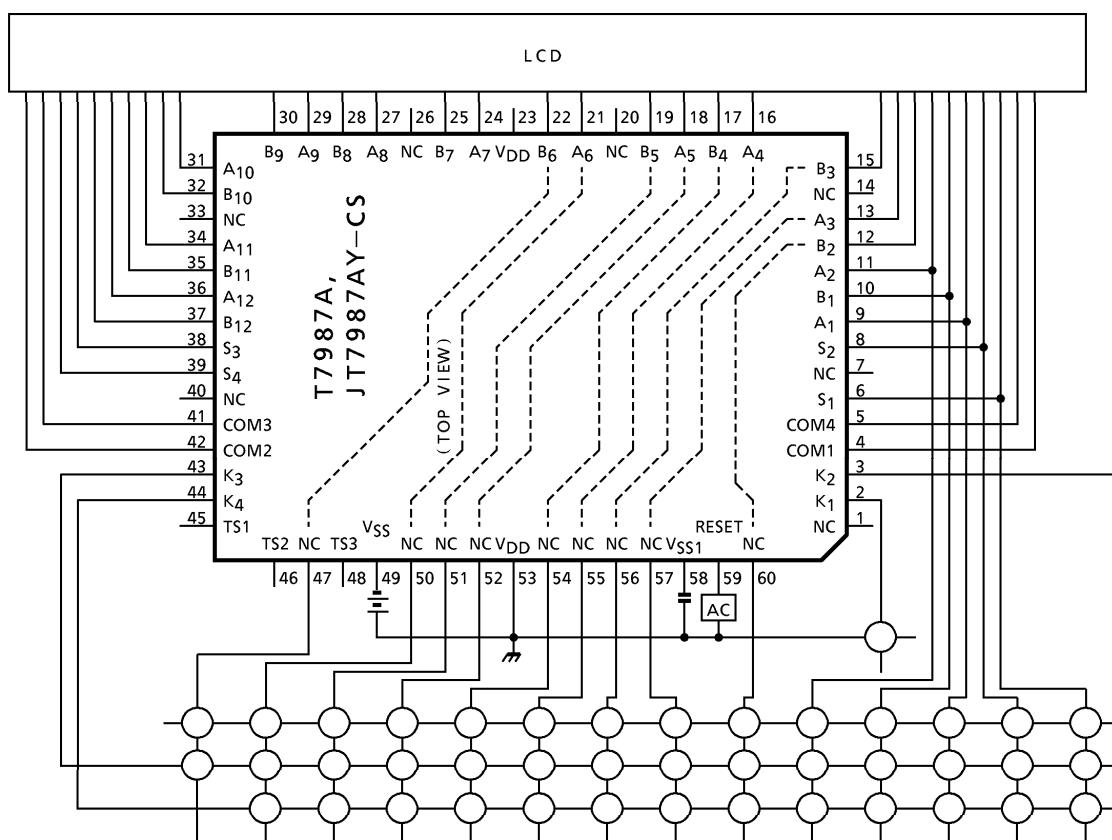 LCD
30 29 28 27 26 25 24 23 22 21 20 19 18 17 16
B9 A9 B8 A8 NC B7 A7 VDD B6 A6 NC B5 A5 B4 A4
31 A10
32 B10
33 NC
34 A11
35 B11
36 A12
37 B12
38 S3
39 S4
40 NC
41 COM3
42 COM2
43 K3
44 K4
45 TS1
T7987A,
JT7987AY-CS
(TOP VIEW)
B3 15
NC 14
A3 13
B2 12
A2 11
B1 10
A1 9
S2 8
NC 7
S1 6
COM4 5
COM1 4
K2 3
K1 2
NC 1
TS2 NC TS3 VSS NC NC NC VDD NC NC NC NC VSS1 RESET NC
46 47 48 49 50 51 52 53 54 55 56 57 58 59 60
AC